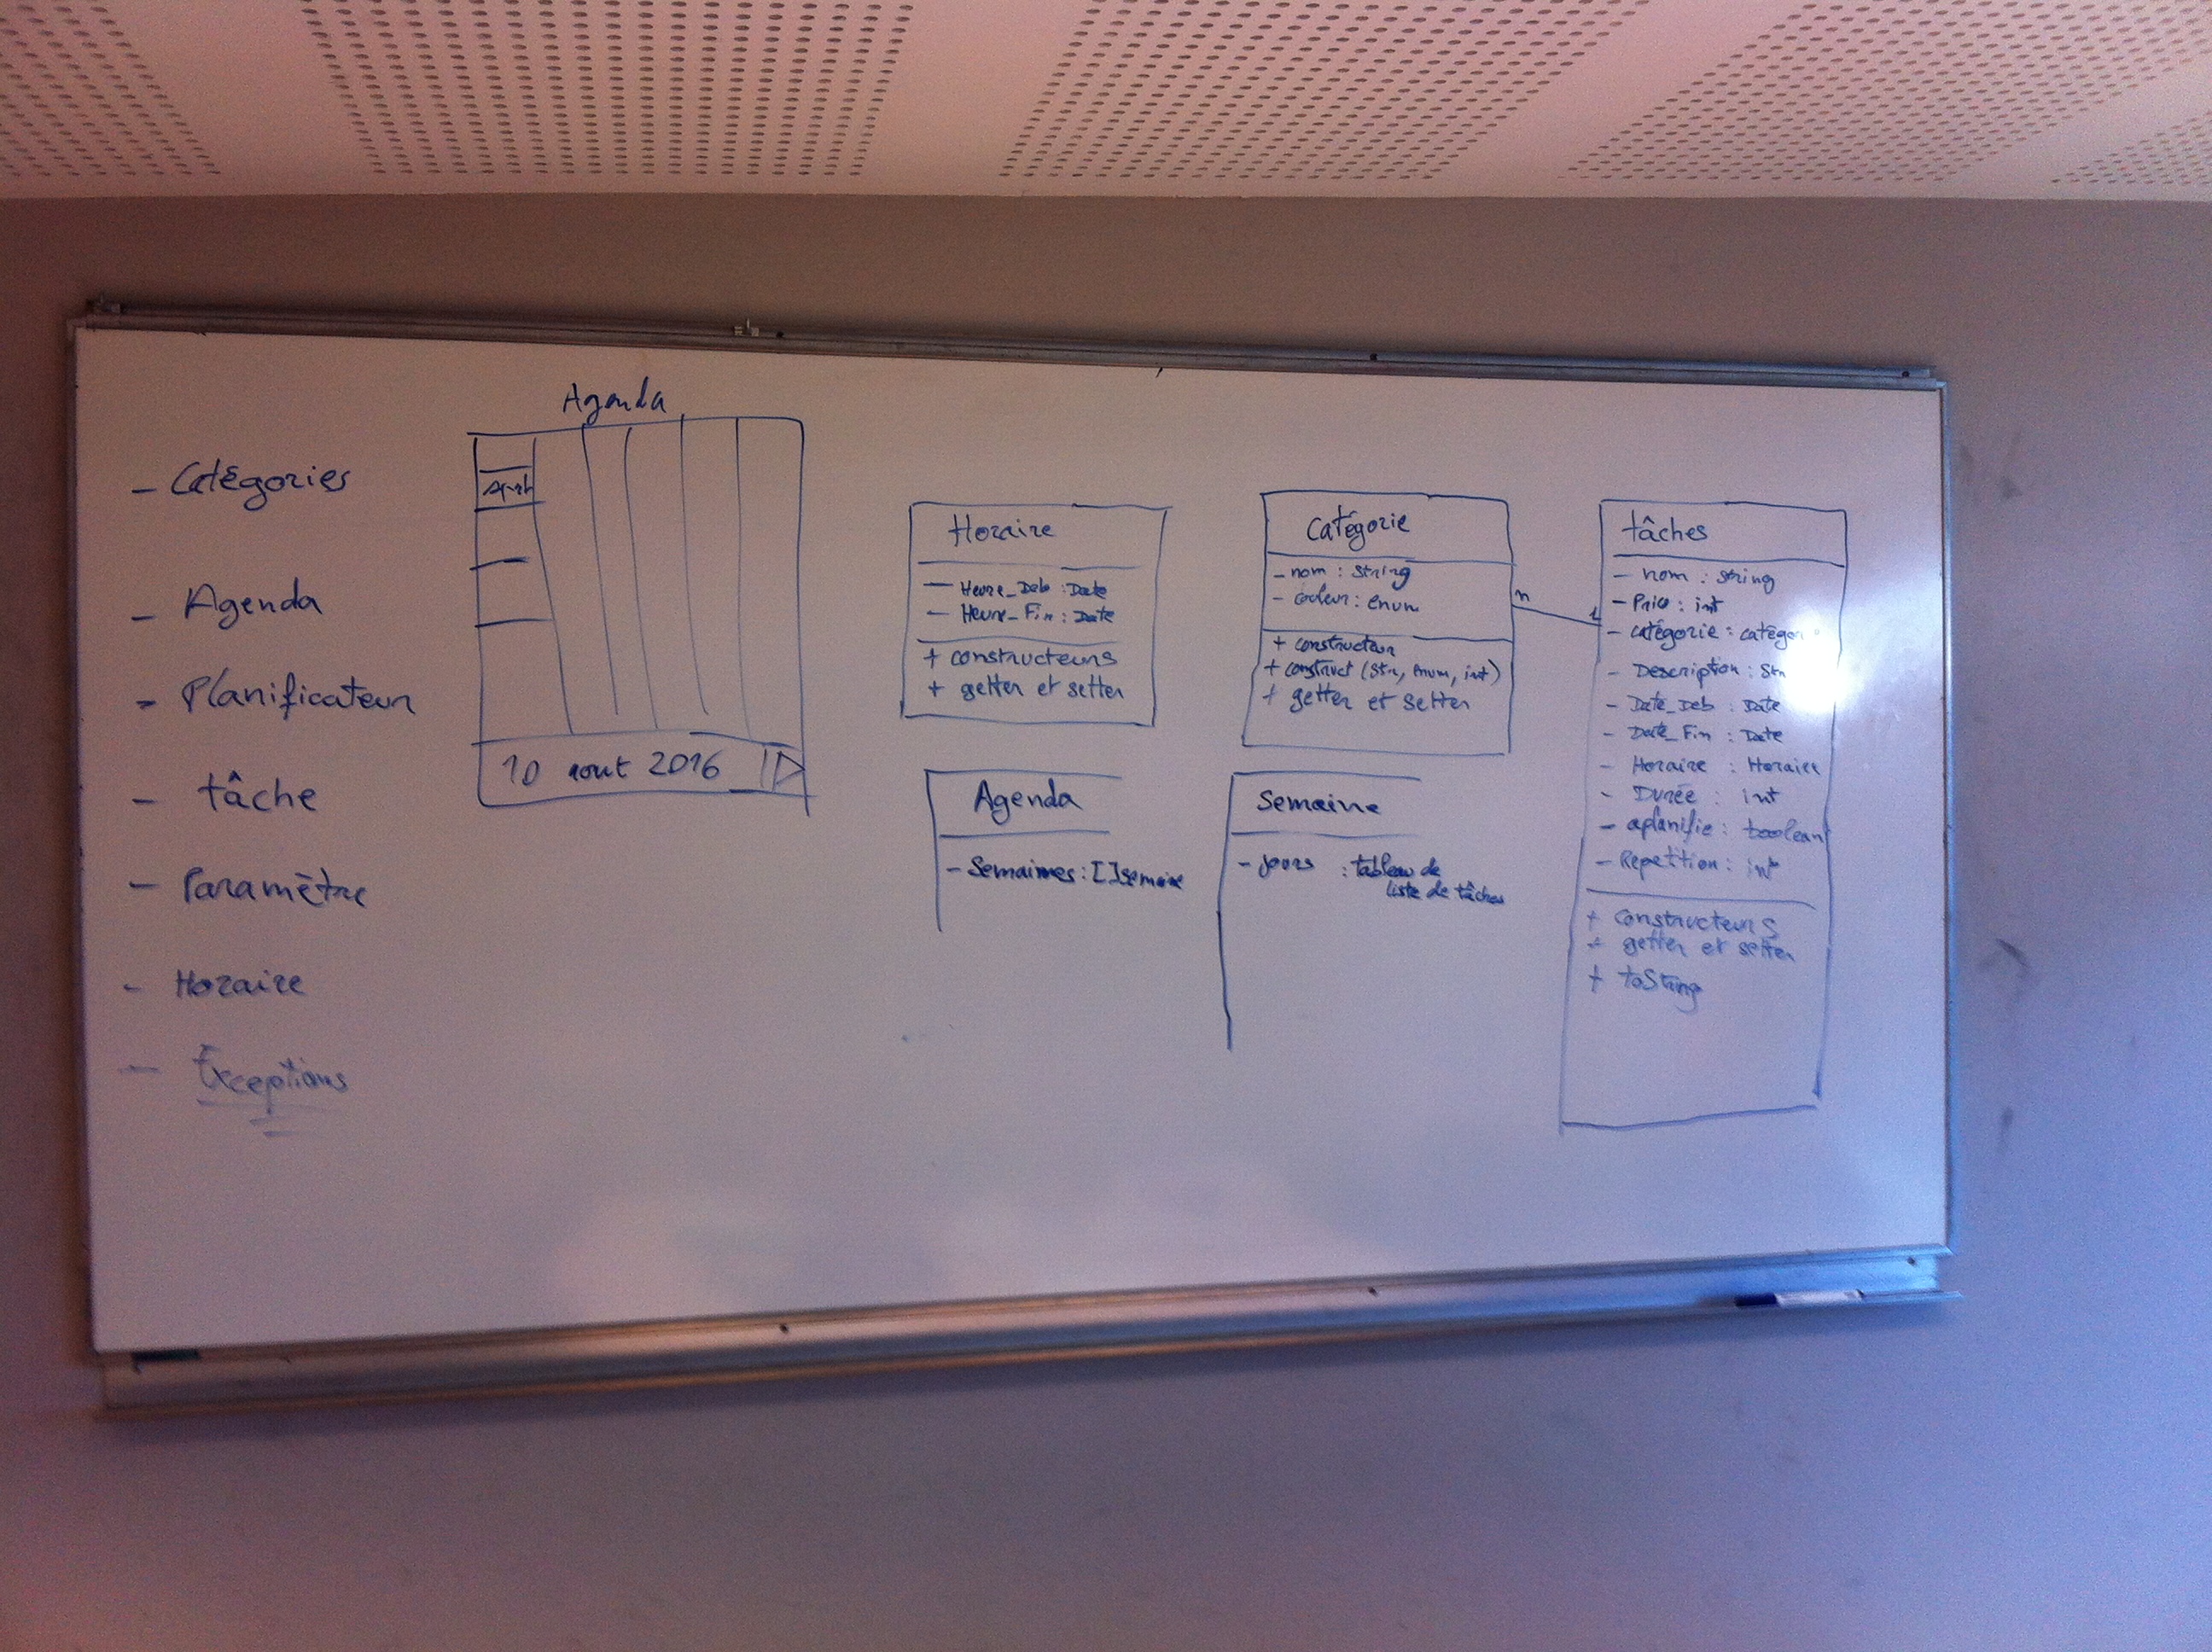 - Catégories
- Agenda
- Planificateur
- tâche
- Paramètre
- Horaire
- Exceptions
Agenda
10 aout 2016
Horaire
- Heure_Deb : Date
- Heure_Fin : Date
+ constructeurs
+ getter et setter
Catégorie
- nom : string
- couleur : enum
+ constructeur
+ construct (Str, enum, int)
+ getter et setter
n
1
tâches
- nom : string
- Prio : int
- catégorie : catégo
- Description : Str
- Date_Deb : Date
- Date_Fin : Date
- Horaire : Horaire
- Durée : int
- aplanifie : boolean
- Repetition : int
+ constructeurs
+ getter et setter
+ toString
Agenda
- Semaines : [] semaine
Semaine
- jours : tableau de
liste de tâches